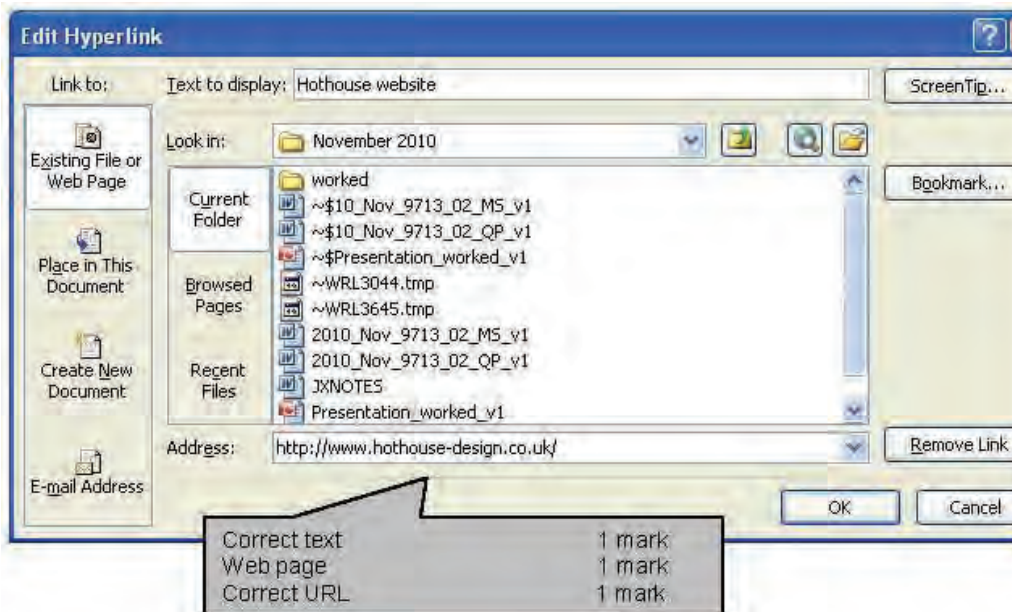 Edit Hyperlink
?
Link to:
Text to display: Hothouse website
ScreenTip...
Existing File or
Web Page
Look in: November 2010
Current
Folder
worked
~$10_Nov_9713_02_MS_v1
~$10_Nov_9713_02_QP_v1
~$Presentation_worked_v1
~WRL3044.tmp
~WRL3645.tmp
2010_Nov_9713_02_MS_v1
2010_Nov_9713_02_QP_v1
JXNOTES
Presentation_worked_v1
Bookmark...
Place in This
Document
Browsed
Pages
Create New
Document
Recent
Files
Address: http://www.hothouse-design.co.uk/
Remove Link
E-mail Address
OK Cancel
Correct text 1 mark
Web page 1 mark
Correct URL 1 mark